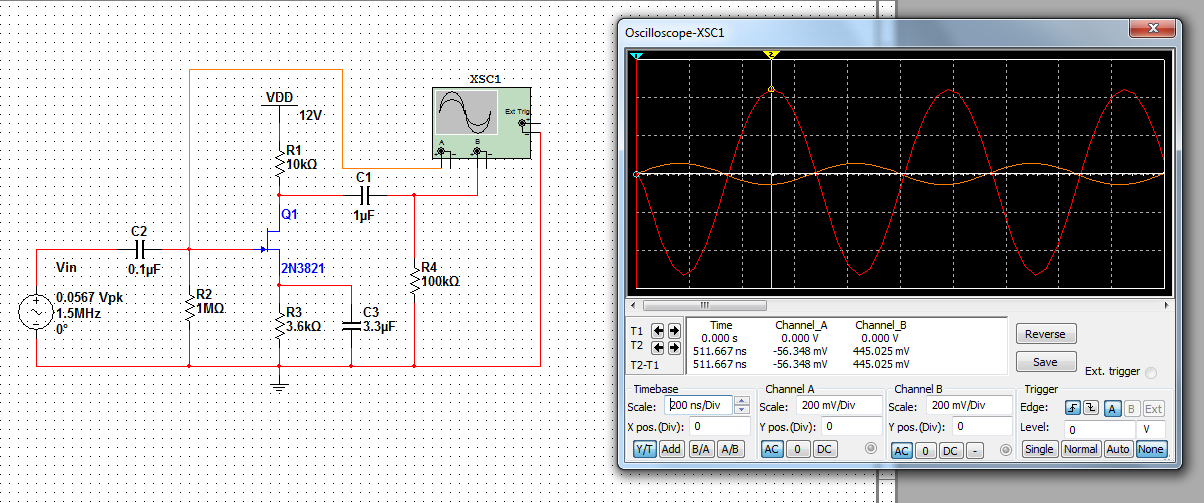 XSC1
Ext Trig
A
B
VDD
12V
R1
10kΩ
C1
1µF
Q1
2N3821
C2
0.1µF
Vin
0.0567 Vpk
1.5MHz
0°
R2
1MΩ
R3
3.6kΩ
C3
3.3µF
R4
100kΩ
Oscilloscope-XSC1
1
2
Time Channel_A Channel_B
T1 0.000 s 0.000 V 0.000 V
T2 511.667 ns -56.348 mV 445.025 mV
T2-T1 511.667 ns -56.348 mV 445.025 mV
Reverse
Save
Ext. trigger
Timebase
Scale: 200 ns/Div
X pos.(Div): 0
Y/T Add B/A A/B
Channel A
Scale: 200 mV/Div
Y pos.(Div): 0
AC 0 DC
Channel B
Scale: 200 mV/Div
Y pos.(Div): 0
AC 0 DC -
Trigger
Edge: A B Ext
Level: 0 V
Single Normal Auto None